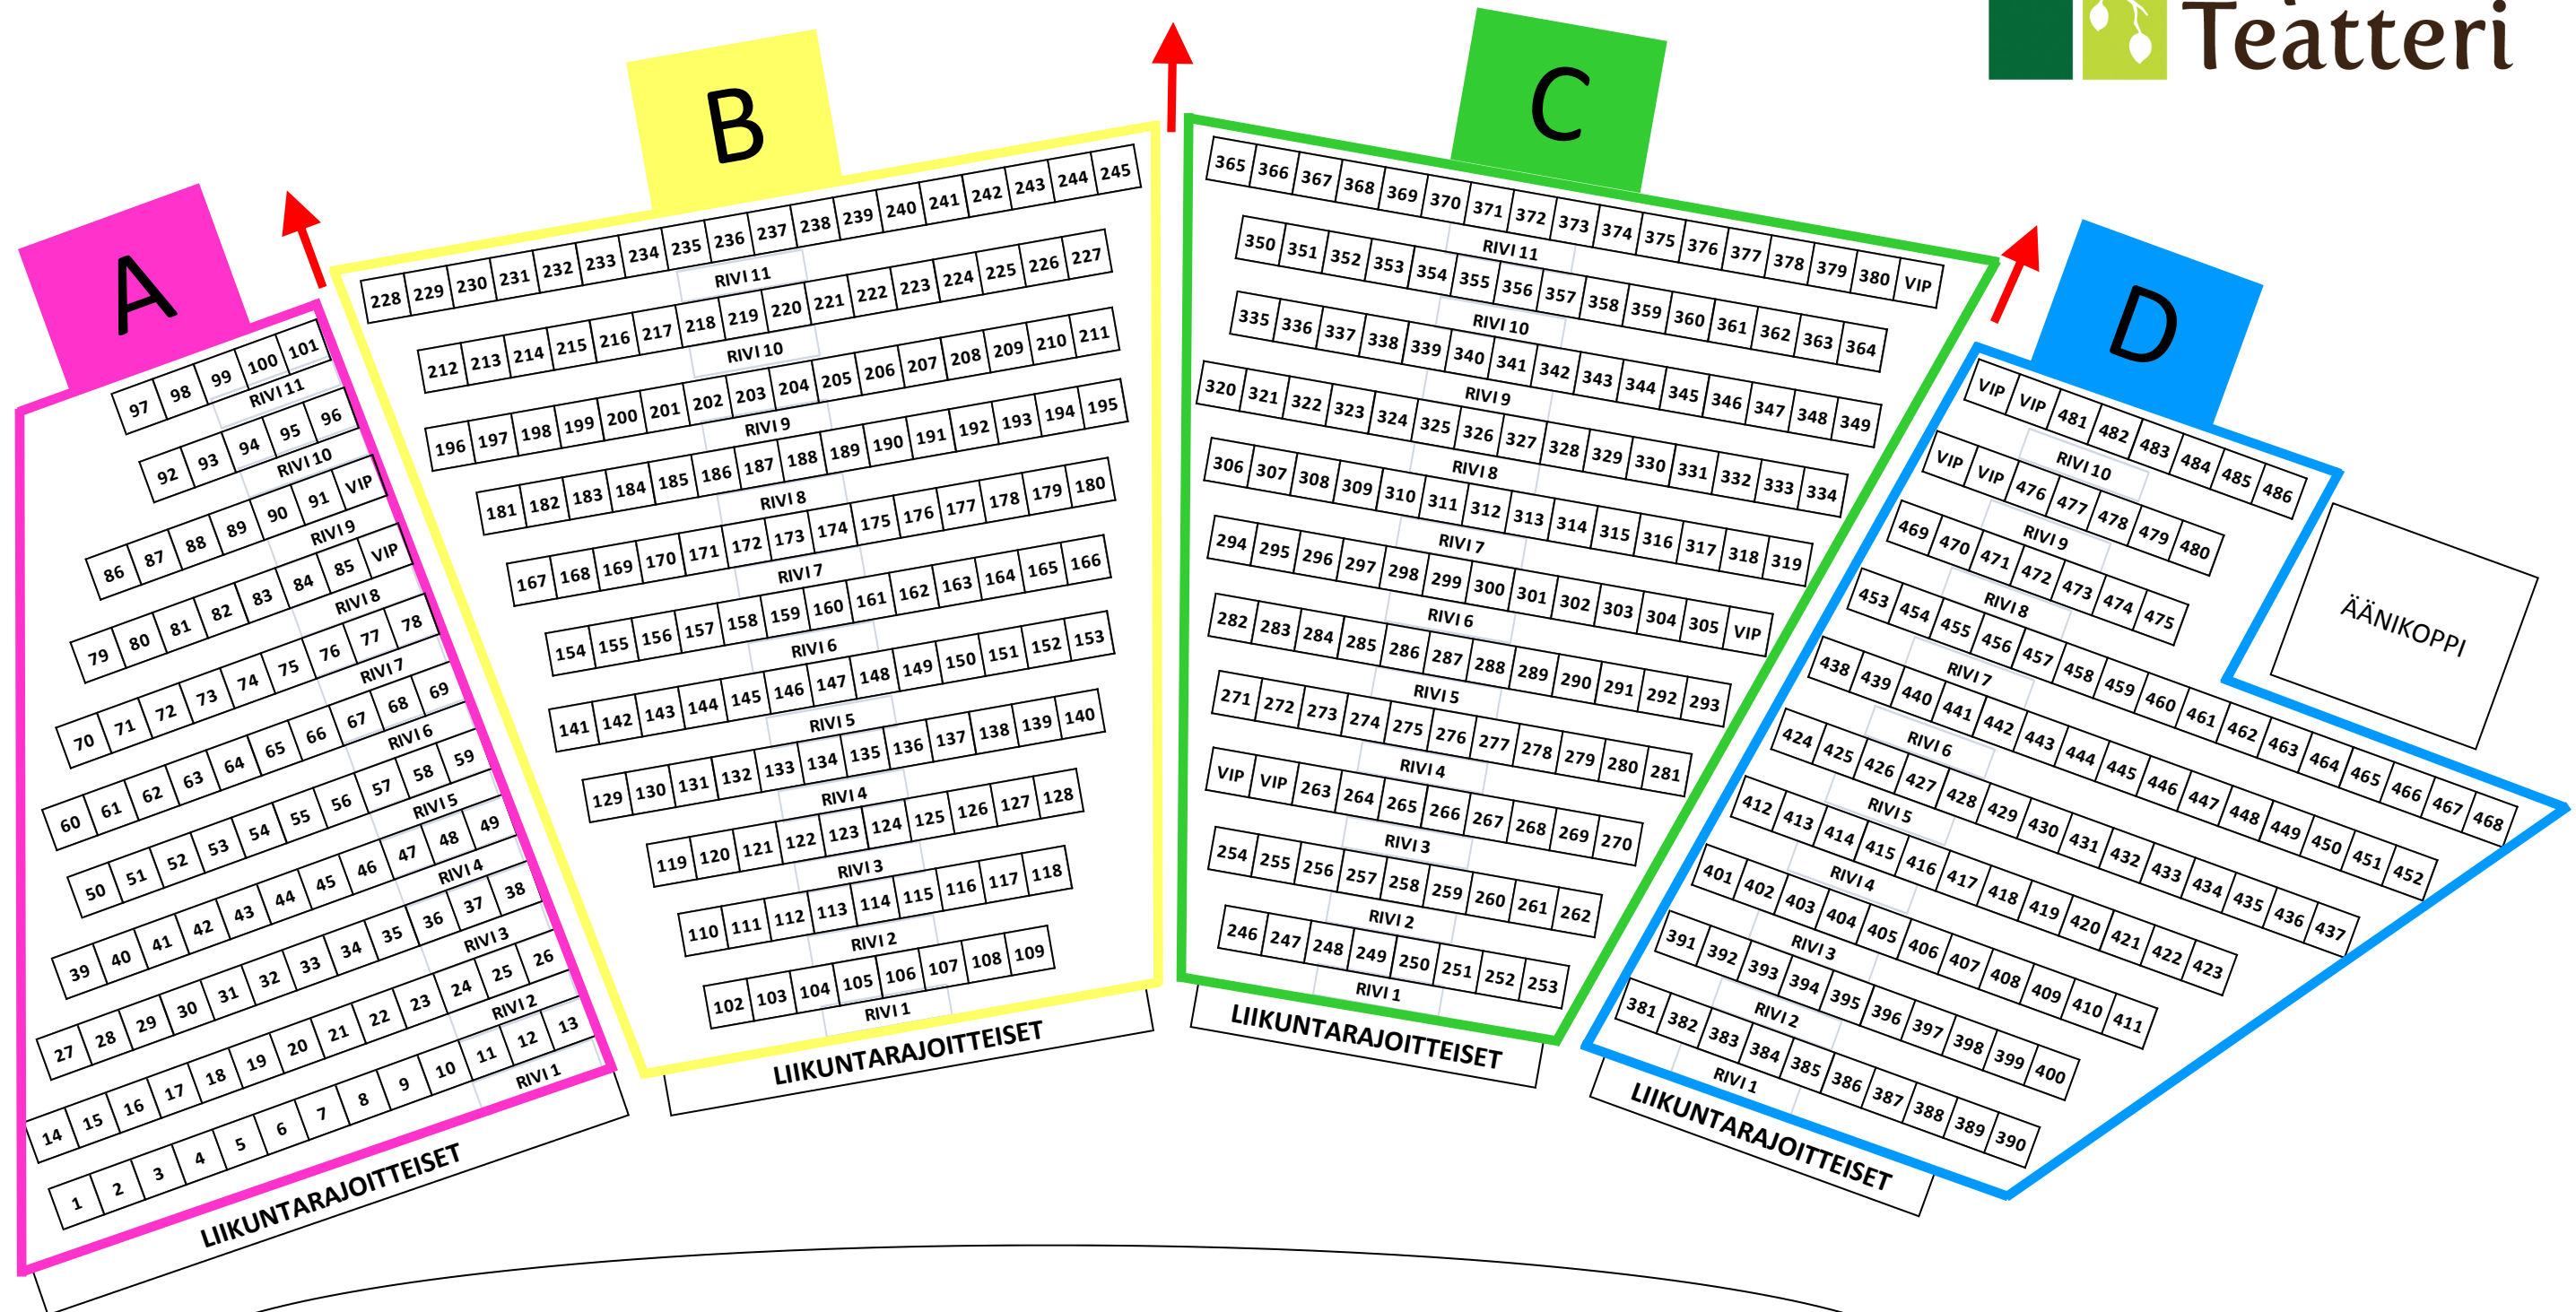 Teatteri
A
97 98 99 100 101
RIVI 11
92 93 94 95 96
RIVI 10
86 87 88 89 90 91 VIP
RIVI 9
79 80 81 82 83 84 85 VIP
RIVI 8
70 71 72 73 74 75 76 77 78
RIVI 7
60 61 62 63 64 65 66 67 68 69
RIVI 6
50 51 52 53 54 55 56 57 58 59
RIVI 5
39 40 41 42 43 44 45 46 47 48 49
RIVI 4
27 28 29 30 31 32 33 34 35 36 37 38
RIVI 3
14 15 16 17 18 19 20 21 22 23 24 25 26
RIVI 2
1 2 3 4 5 6 7 8 9 10 11 12 13
RIVI 1
LIIKUNTARAJOITTEISET
B
228 229 230 231 232 233 234 235 236 237 238 239 240 241 242 243 244 245
RIVI 11
212 213 214 215 216 217 218 219 220 221 222 223 224 225 226 227
RIVI 10
196 197 198 199 200 201 202 203 204 205 206 207 208 209 210 211
RIVI 9
181 182 183 184 185 186 187 188 189 190 191 192 193 194 195
RIVI 8
167 168 169 170 171 172 173 174 175 176 177 178 179 180
RIVI 7
154 155 156 157 158 159 160 161 162 163 164 165 166
RIVI 6
141 142 143 144 145 146 147 148 149 150 151 152 153
RIVI 5
129 130 131 132 133 134 135 136 137 138 139 140
RIVI 4
119 120 121 122 123 124 125 126 127 128
RIVI 3
110 111 112 113 114 115 116 117 118
RIVI 2
102 103 104 105 106 107 108 109
RIVI 1
LIIKUNTARAJOITTEISET
C
365 366 367 368 369 370 371 372 373 374 375 376 377 378 379 380 VIP
RIVI 11
350 351 352 353 354 355 356 357 358 359 360 361 362 363 364
RIVI 10
335 336 337 338 339 340 341 342 343 344 345 346 347 348 349
RIVI 9
320 321 322 323 324 325 326 327 328 329 330 331 332 333 334
RIVI 8
306 307 308 309 310 311 312 313 314 315 316 317 318 319
RIVI 7
294 295 296 297 298 299 300 301 302 303 304 305 VIP
RIVI 6
282 283 284 285 286 287 288 289 290 291 292 293
RIVI 5
271 272 273 274 275 276 277 278 279 280 281
RIVI 4
VIP VIP 263 264 265 266 267 268 269 270
RIVI 3
254 255 256 257 258 259 260 261 262
RIVI 2
246 247 248 249 250 251 252 253
RIVI 1
LIIKUNTARAJOITTEISET
D
VIP VIP 481 482 483 484 485 486
RIVI 10
VIP VIP 476 477 478 479 480
RIVI 9
469 470 471 472 473 474 475
RIVI 8
453 454 455 456 457 458 459 460 461 462 463 464 465 466 467 468
RIVI 7
438 439 440 441 442 443 444 445 446 447 448 449 450 451 452
RIVI 6
424 425 426 427 428 429 430 431 432 433 434 435 436 437
RIVI 5
412 413 414 415 416 417 418 419 420 421 422 423
RIVI 4
401 402 403 404 405 406 407 408 409 410 411
RIVI 3
391 392 393 394 395 396 397 398 399 400
RIVI 2
381 382 383 384 385 386 387 388 389 390
RIVI 1
LIIKUNTARAJOITTEISET
ÄÄNIKOPPI